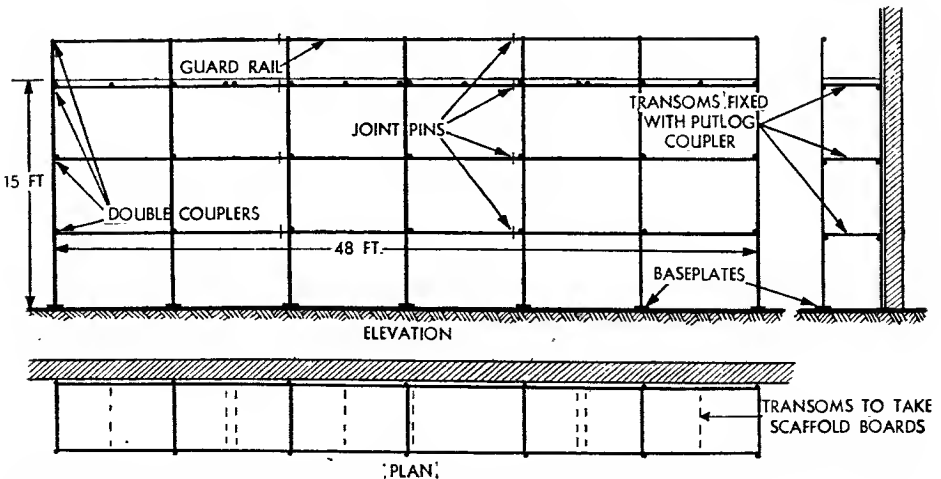 GUARD RAIL
JOINT PINS
TRANSOMS FIXED
WITH PUTLOG
COUPLER
15 FT
DOUBLE COUPLERS
48 FT.
BASEPLATES
ELEVATION
TRANSOMS TO TAKE
SCAFFOLD BOARDS
PLAN